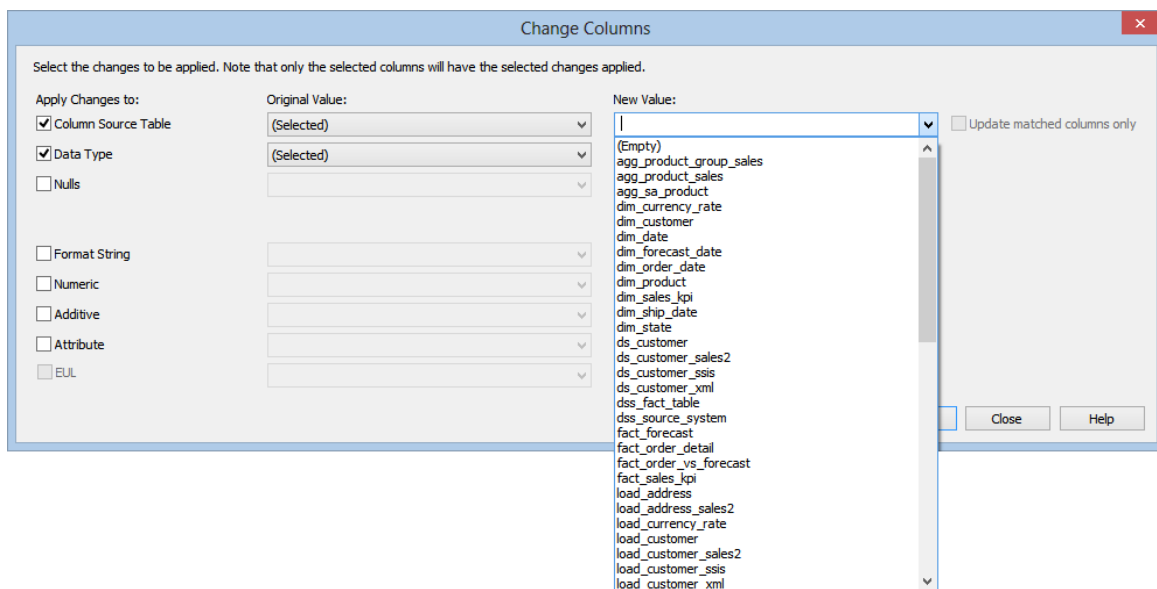 Change Columns
Select the changes to be applied. Note that only the selected columns will have the selected changes applied.
Apply Changes to: Original Value: New Value:
Column Source Table (Selected) Update matched columns only
Data Type (Selected)
Nulls
Format String
Numeric
Additive
Attribute
EUL
(Empty)
agg_product_group_sales
agg_product_sales
agg_sa_product
dim_currency_rate
dim_customer
dim_date
dim_forecast_date
dim_order_date
dim_product
dim_sales_kpi
dim_ship_date
dim_state
ds_customer
ds_customer_sales2
ds_customer_ssis
ds_customer_xml
dss_fact_table
dss_source_system
fact_forecast
fact_order_detail
fact_order_vs_forecast
fact_sales_kpi
load_address
load_address_sales2
load_currency_rate
load_customer
load_customer_sales2
load_customer_ssis
load_customer_xml
Close Help